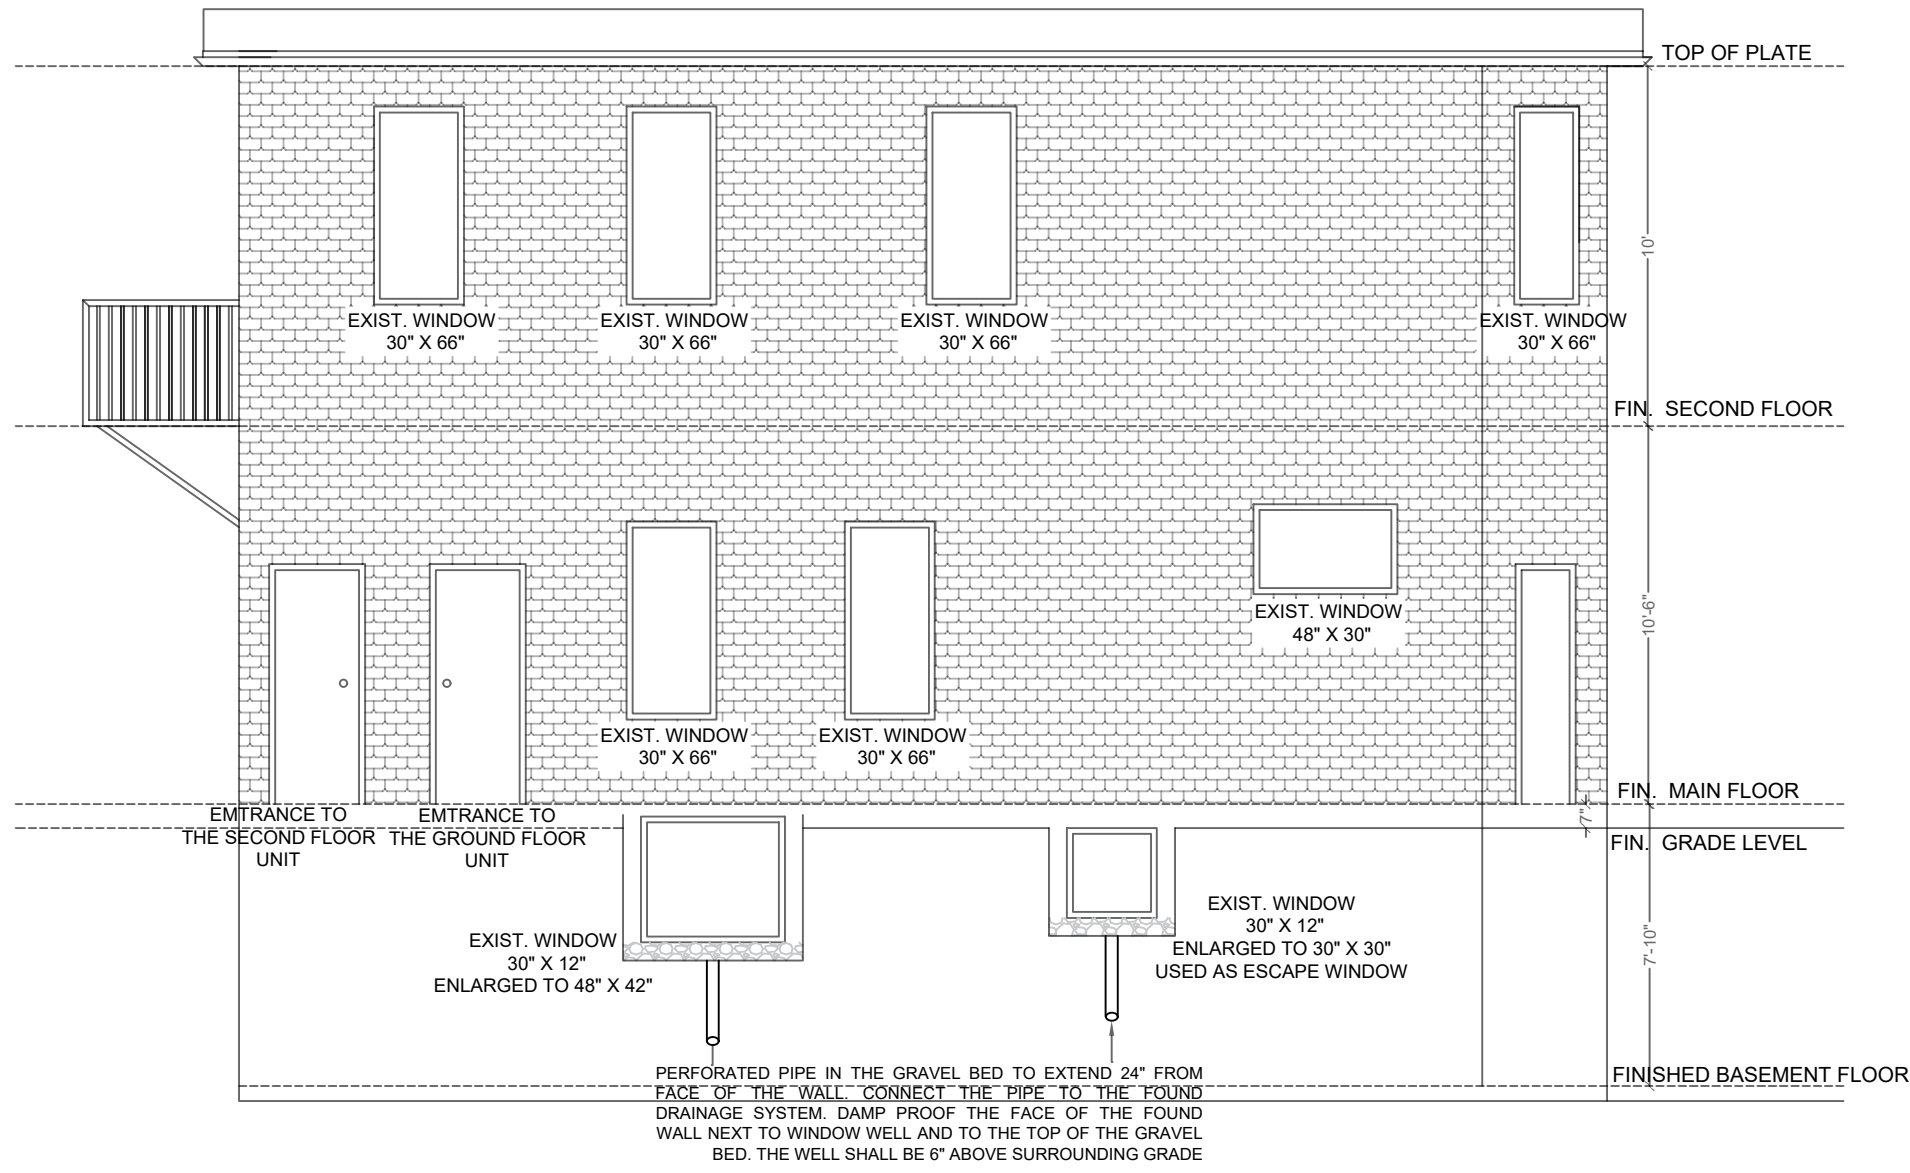 TOP OF PLATE
10'
EXIST. WINDOW
30" X 66"
EXIST. WINDOW
30" X 66"
EXIST. WINDOW
30" X 66"
EXIST. WINDOW
30" X 66"
FIN. SECOND FLOOR
10'-6"
EXIST. WINDOW
48" X 30"
EXIST. WINDOW
30" X 66"
EXIST. WINDOW
30" X 66"
FIN. MAIN FLOOR
7"
EMTRANCE TO
THE SECOND FLOOR
UNIT
EMTRANCE TO
THE GROUND FLOOR
UNIT
FIN. GRADE LEVEL
EXIST. WINDOW
30" X 12"
ENLARGED TO 48" X 42"
EXIST. WINDOW
30" X 12"
ENLARGED TO 30" X 30"
USED AS ESCAPE WINDOW
7'-10"
FINISHED BASEMENT FLOOR
PERFORATED PIPE IN THE GRAVEL BED TO EXTEND 24" FROM
FACE OF THE WALL. CONNECT THE PIPE TO THE FOUND
DRAINAGE SYSTEM. DAMP PROOF THE FACE OF THE FOUND
WALL NEXT TO WINDOW WELL AND TO THE TOP OF THE GRAVEL
BED. THE WELL SHALL BE 6" ABOVE SURROUNDING GRADE